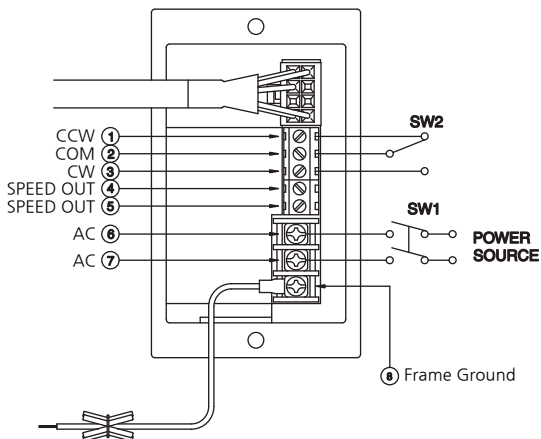 CCW ①
COM ②
CW ③
SPEED OUT ④
SPEED OUT ⑤
AC ⑥
AC ⑦
SW2
SW1
POWER
SOURCE
⑧ Frame Ground